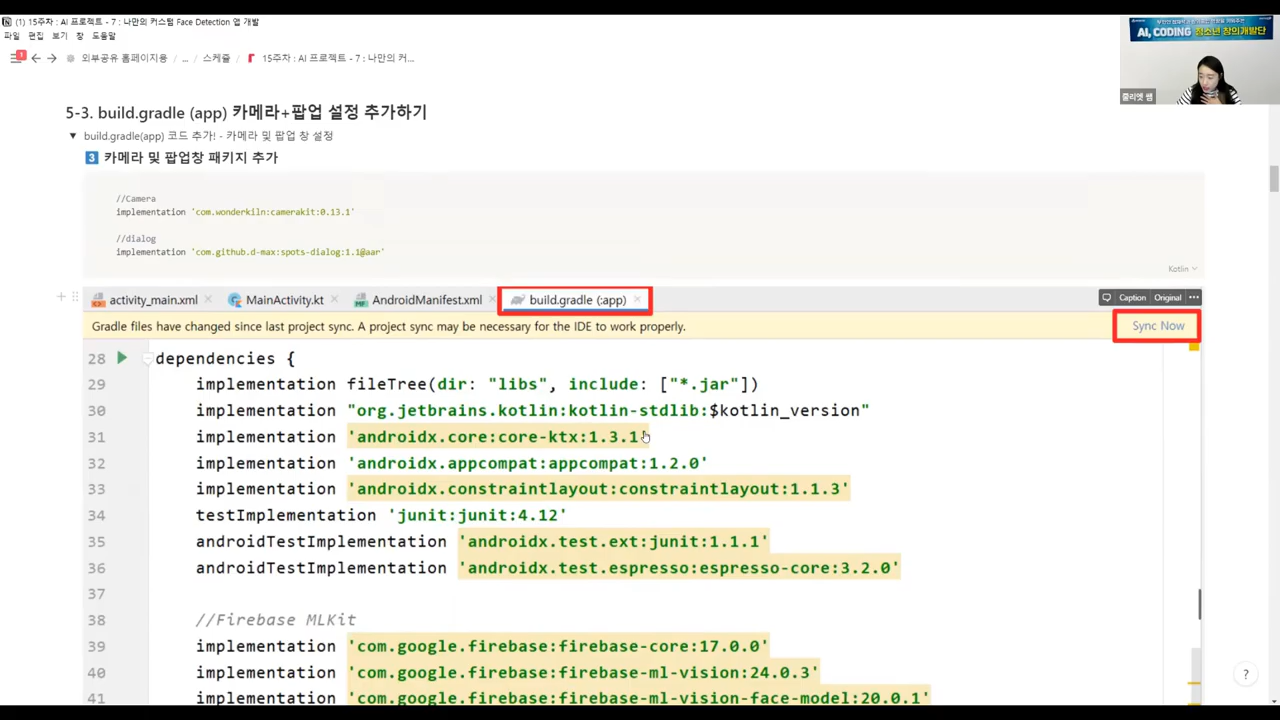 (1) 15주차 : AI 프로젝트 - 7 : 나만의 커스텀 Face Detection 앱 개발
파일 편집 보기 창 도움말
1 외부공유 홈페이지용 / ... / 스케쥴 / 15주차 : AI 프로젝트 - 7 : 나만의 커...
AI, CODING 청소년 창의개발단
줄리엣 쌤
5-3. build.gradle (app) 카메라+팝업 설정 추가하기
build.gradle(app) 코드 추가! - 카메라 및 팝업 창 설정
3 카메라 및 팝업창 패키지 추가
//Camera
implementation 'com.wonderkiln:camerakit:0.13.1'
//dialog
implementation 'com.github.d-max:spots-dialog:1.1@aar'
Kotlin
activity_main.xml MainActivity.kt AndroidManifest.xml build.gradle (:app)
Caption Original
Gradle files have changed since last project sync. A project sync may be necessary for the IDE to work properly. Sync Now
28 dependencies {
29 implementation fileTree(dir: "libs", include: ["*.jar"])
30 implementation "org.jetbrains.kotlin:kotlin-stdlib:$kotlin_version"
31 implementation 'androidx.core:core-ktx:1.3.1'
32 implementation 'androidx.appcompat:appcompat:1.2.0'
33 implementation 'androidx.constraintlayout:constraintlayout:1.1.3'
34 testImplementation 'junit:junit:4.12'
35 androidTestImplementation 'androidx.test.ext:junit:1.1.1'
36 androidTestImplementation 'androidx.test.espresso:espresso-core:3.2.0'
37
38 //Firebase MLKit
39 implementation 'com.google.firebase:firebase-core:17.0.0'
40 implementation 'com.google.firebase:firebase-ml-vision:24.0.3'
41 implementation 'com.google.firebase:firebase-ml-vision-face-model:20.0.1'
?